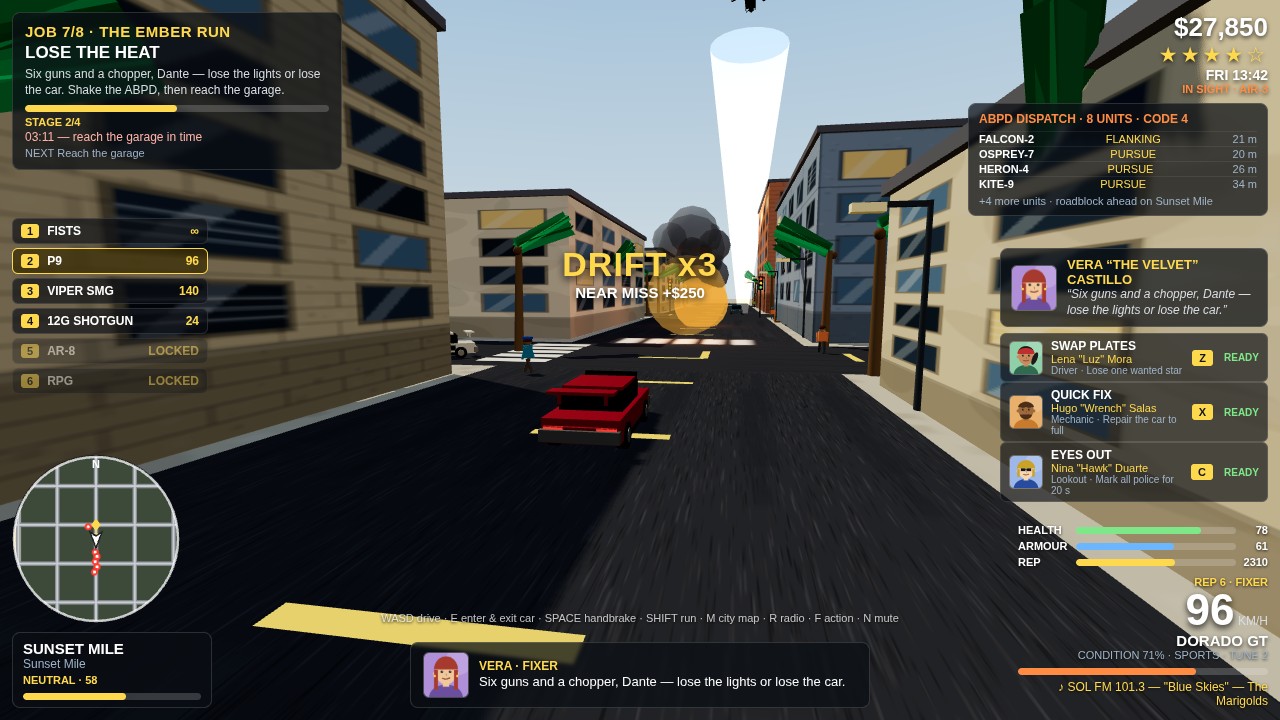 JOB 7/8 · THE EMBER RUN
LOSE THE HEAT
Six guns and a chopper, Dante — lose the lights or lose
the car. Shake the ABPD, then reach the garage.
STAGE 2/4
03:11 — reach the garage in time
NEXT Reach the garage
1 FISTS ∞
2 P9 96
3 VIPER SMG 140
4 12G SHOTGUN 24
5 AR-8 LOCKED
6 RPG LOCKED
N
SUNSET MILE
Sunset Mile
NEUTRAL · 58
DRIFT x3
NEAR MISS +$250
WASD drive · E enter & exit car · SPACE handbrake · SHIFT run · M city map · R radio · F action · N mute
VERA · FIXER
Six guns and a chopper, Dante — lose the lights or lose the car.
$27,850
★★★★☆
FRI 13:42
IN SIGHT · AIR
ABPD DISPATCH · 8 UNITS · CODE 4
FALCON-2 FLANKING 21 m
OSPREY-7 PURSUE 20 m
HERON-4 PURSUE 26 m
KITE-9 PURSUE 34 m
+4 more units · roadblock ahead on Sunset Mile
VERA “THE VELVET”
CASTILLO
“Six guns and a chopper, Dante —
lose the lights or lose the car.”
SWAP PLATES
Lena "Luz" Mora
Driver · Lose one wanted star
Z READY
QUICK FIX
Hugo "Wrench" Salas
Mechanic · Repair the car to
full
X READY
EYES OUT
Nina "Hawk" Duarte
Lookout · Mark all police for
20 s
C READY
HEALTH 78
ARMOUR 61
REP 2310
REP 6 · FIXER
96 KM/H
DORADO GT
CONDITION 71% · SPORTS · TUNE 2
♪ SOL FM 101.3 — "Blue Skies" — The
Marigolds